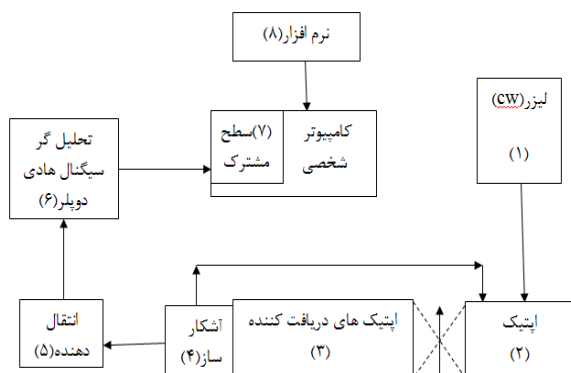 نرم افزار(۸)
لیزر(cw)
(۱)
کامپیوتر
شخصی
(۷)سطح
مشترک
تحلیل گر
سیگنال هادی
دوپلر(۶)
انتقال
دهنده(۵)
آشکار
ساز(۴)
اپتیک های دریافت کننده
(۳)
اپتیک
(۲)